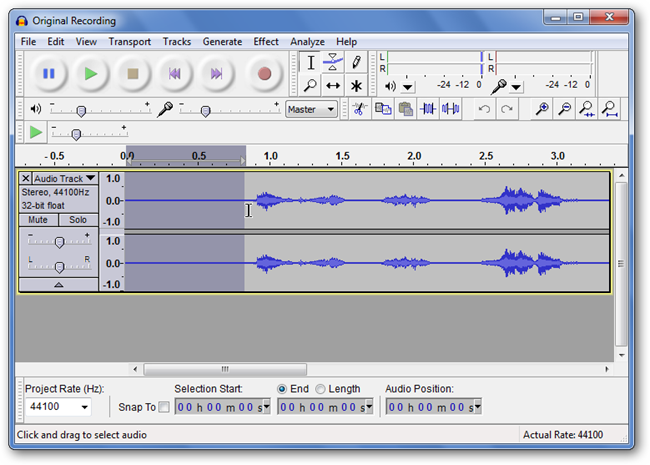 Original Recording
File Edit View Transport Tracks Generate Effect Analyze Help
L
R
-24 -12 0
L
R
-24 -12 0
- + - + Master
- +
-0.5 0.0 0.5 1.0 1.5 2.0 2.5 3.0
X Audio Track
Stereo, 44100Hz
32-bit float
Mute Solo
- +
L R
1.0
0.0-
-1.0
1.0
0.0-
-1.0
Project Rate (Hz): Selection Start: End Length Audio Position:
44100 Snap To 00 h 00 m 00 s 00 h 00 m 00 s 00 h 00 m 00 s
Click and drag to select audio Actual Rate: 44100